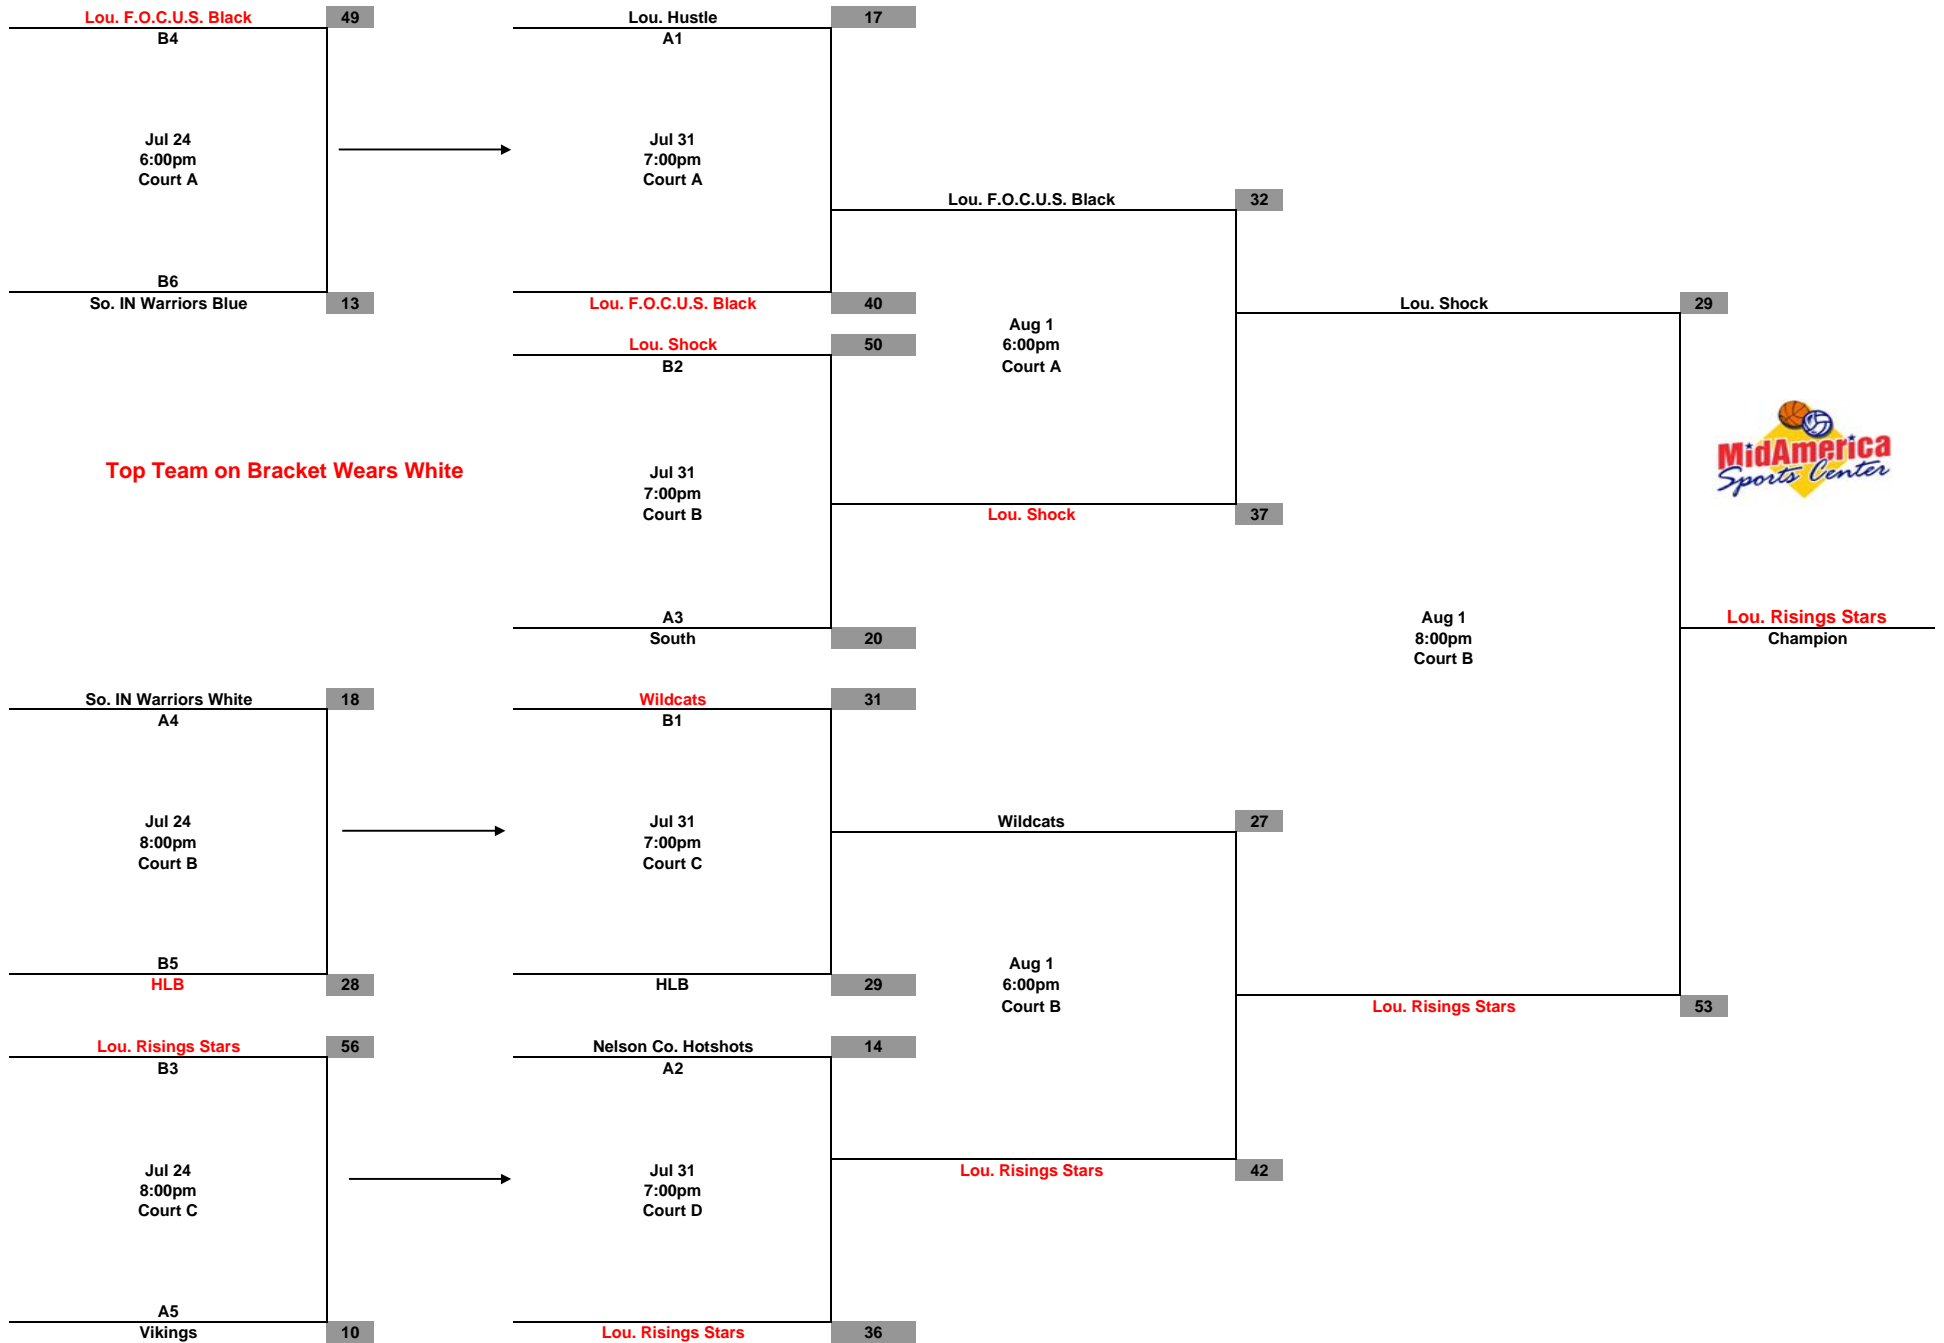 Lou. F.O.C.U.S. Black 49
B4
Jul 24
6:00pm
Court A
B6
So. IN Warriors Blue 13
Lou. Hustle 17
A1
Jul 31
7:00pm
Court A
Lou. F.O.C.U.S. Black 40
Lou. Shock 50
B2
Top Team on Bracket Wears White
Jul 31
7:00pm
Court B
A3
South 20
So. IN Warriors White 18
A4
Jul 24
8:00pm
Court B
B5
HLB 28
Wildcats 31
B1
Jul 31
7:00pm
Court C
HLB 29
Lou. Risings Stars 56
B3
Jul 24
8:00pm
Court C
A5
Vikings 10
Nelson Co. Hotshots 14
A2
Jul 31
7:00pm
Court D
Lou. Risings Stars 36
Lou. F.O.C.U.S. Black 32
Aug 1
6:00pm
Court A
Lou. Shock 37
Wildcats 27
Aug 1
6:00pm
Court B
Lou. Risings Stars 42
Lou. Shock 29
Aug 1
8:00pm
Court B
Lou. Risings Stars 53
MidAmerica
Sports Center
Lou. Risings Stars
Champion